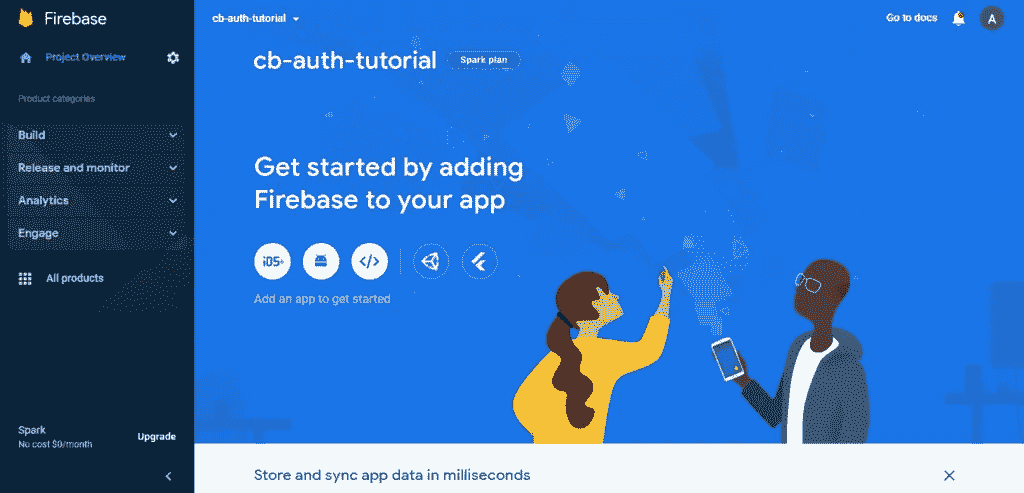 Firebase
Project Overview
Product categories
Build
Release and monitor
Analytics
Engage
All products
Spark
No cost $0/month
Upgrade
cb-auth-tutorial
Go to docs
A
cb-auth-tutorial
Spark plan
Get started by adding
Firebase to your app
iOS+
</>
Add an app to get started
Store and sync app data in milliseconds